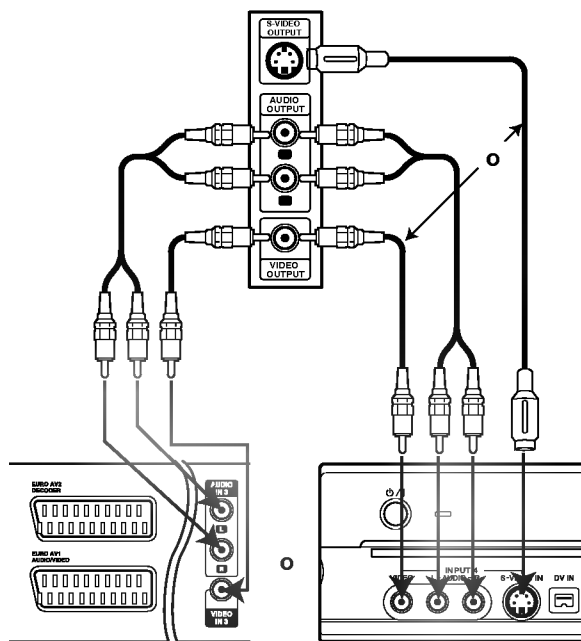 S-VIDEO
OUTPUT
AUDIO
OUTPUT
VIDEO
OUTPUT
o
EURO AV2
DECODER
EURO AV1
AUDIO/VIDEO
AUDIO
IN 3
L
R
VIDEO
IN 3
o
INPUT 4
VIDEO
AUDIO
S-VIDEO IN
DV IN